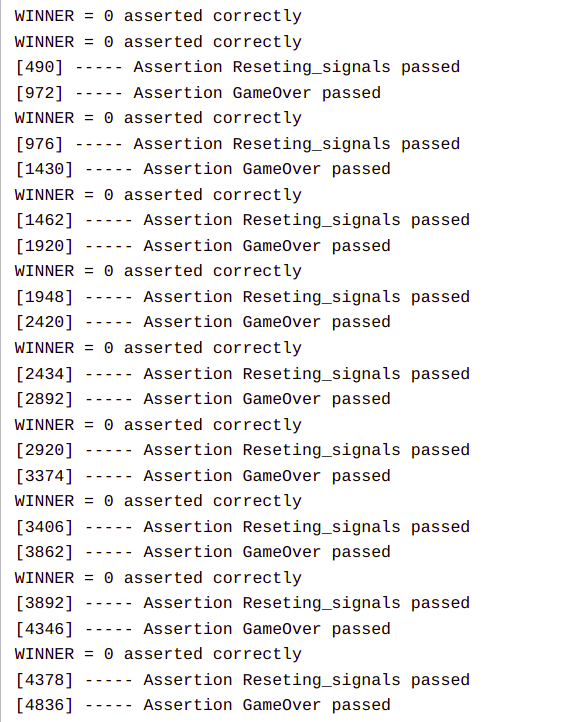 WINNER = 0 asserted correctly
WINNER = 0 asserted correctly
[490] ----- Assertion Reseting_signals passed
[972] ----- Assertion GameOver passed
WINNER = 0 asserted correctly
[976] ----- Assertion Reseting_signals passed
[1430] ----- Assertion GameOver passed
WINNER = 0 asserted correctly
[1462] ----- Assertion Reseting_signals passed
[1920] ----- Assertion GameOver passed
WINNER = 0 asserted correctly
[1948] ----- Assertion Reseting_signals passed
[2420] ----- Assertion GameOver passed
WINNER = 0 asserted correctly
[2434] ----- Assertion Reseting_signals passed
[2892] ----- Assertion GameOver passed
WINNER = 0 asserted correctly
[2920] ----- Assertion Reseting_signals passed
[3374] ----- Assertion GameOver passed
WINNER = 0 asserted correctly
[3406] ----- Assertion Reseting_signals passed
[3862] ----- Assertion GameOver passed
WINNER = 0 asserted correctly
[3892] ----- Assertion Reseting_signals passed
[4346] ----- Assertion GameOver passed
WINNER = 0 asserted correctly
[4378] ----- Assertion Reseting_signals passed
[4836] ----- Assertion GameOver passed